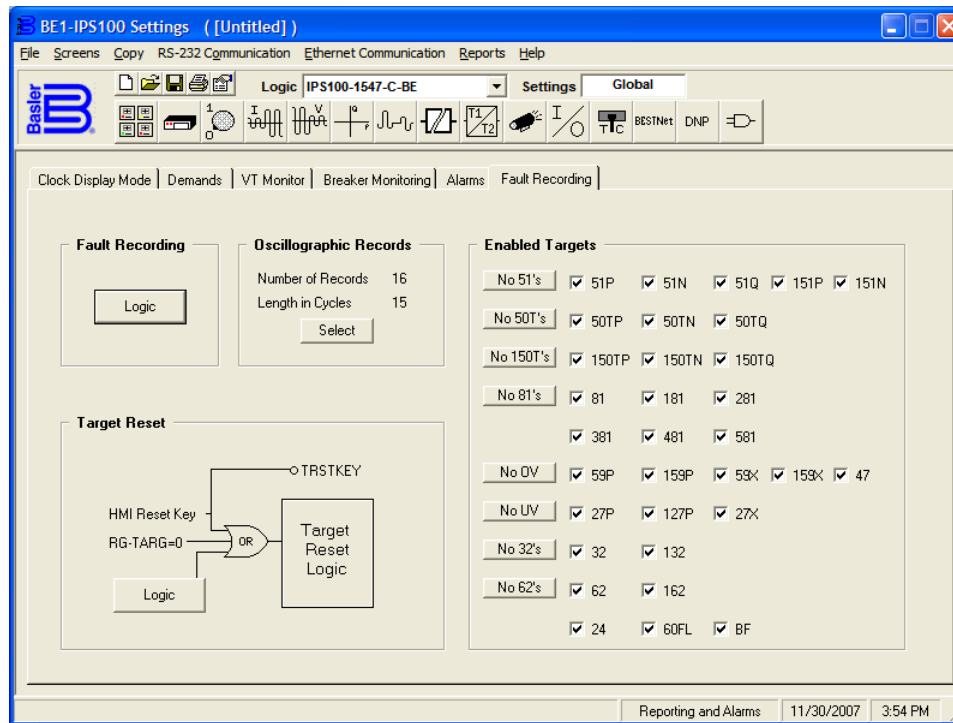 BE1-IPS100 Settings ( [Untitled] )
File Screens Copy RS-232 Communication Ethernet Communication Reports Help
Basler
B
Logic IPS100-1547-C-BE Settings Global
1 0 I V T1 T2 I/O TTC BESTNet DNP
Clock Display Mode Demands VT Monitor Breaker Monitoring Alarms Fault Recording
Fault Recording
Logic
Oscillographic Records
Number of Records 16
Length in Cycles 15
Select
Target Reset
TRSTKEY
HMI Reset Key
RG-TARG=0
OR
Target
Reset
Logic
Logic
Enabled Targets
No 51's 51P 51N 51Q 151P 151N
No 50T's 50TP 50TN 50TQ
No 150T's 150TP 150TN 150TQ
No 81's 81 181 281
381 481 581
No OV 59P 159P 59X 159X 47
No UV 27P 127P 27X
No 32's 32 132
No 62's 62 162
24 60FL BF
Reporting and Alarms 11/30/2007 3:54 PM